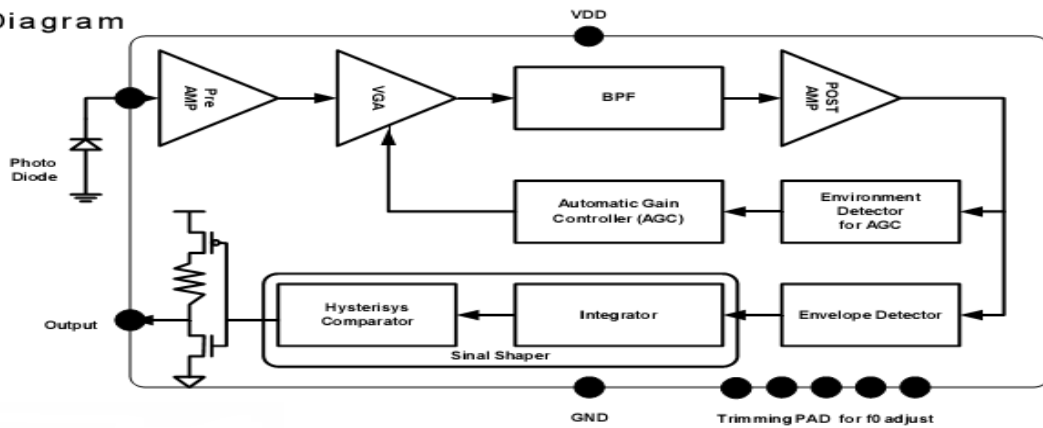 Diagram
VDD
Pre
AMP
VGA
BPF
POST
AMP
Photo
Diode
Automatic Gain
Controller (AGC)
Environment
Detector
for AGC
Output
Hysterisys
Comparator
Integrator
Envelope Detector
Sinal Shaper
GND
Trimming PAD for f0 adjust